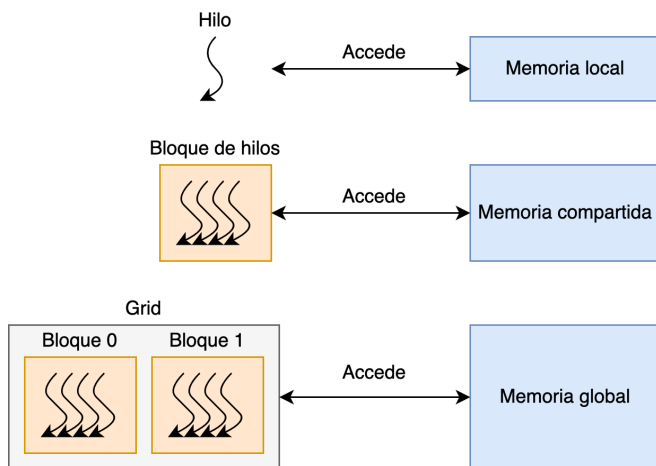 Hilo
Accede
Memoria local
Bloque de hilos
Accede
Memoria compartida
Grid
Bloque 0
Bloque 1
Accede
Memoria global